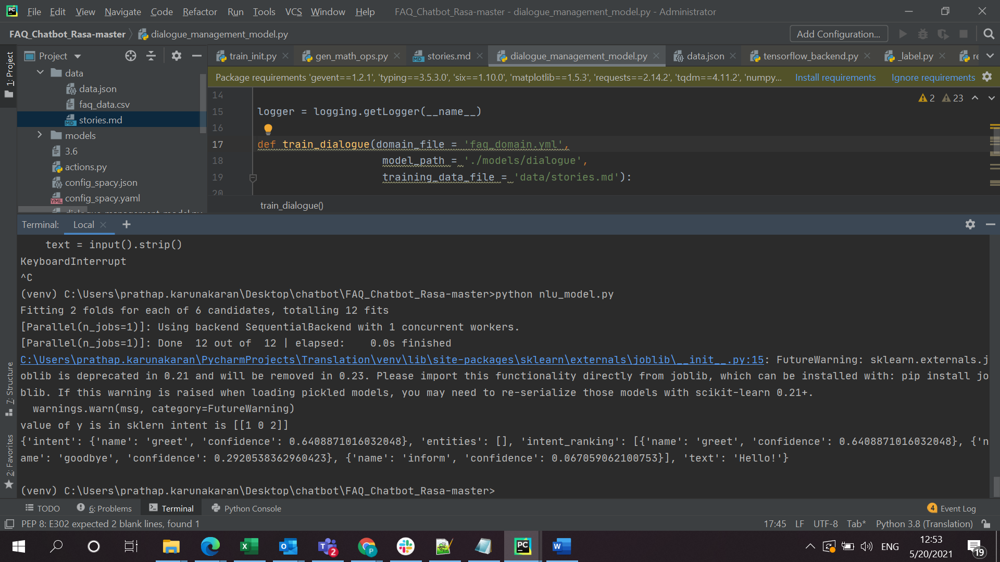 File Edit View Navigate Code Refactor Run Tools VCS Window Help FAQ_Chatbot_Rasa-master - dialogue_management_model.py - Administrator
FAQ_Chatbot_Rasa-master dialogue_management_model.py Add Configuration...
Project
train_init.py gen_math_ops.py stories.md dialogue_management_model.py data.json tensorflow_backend.py _label.py re
1: Project
data
data.json
faq_data.csv
stories.md
models
3.6
actions.py
config_spacy.json
config_spacy.yaml
dialogue_management_model.py
Package requirements 'gevent==1.2.1', 'typing==3.5.3.0', 'six==1.10.0', 'matplotlib==1.5.3', 'requests==2.14.2', 'tqdm==4.11.2', 'numpy... Install requirements Ignore requirements
2 23
14
15 logger = logging.getLogger(__name__)
16
17 def train_dialogue(domain_file = 'faq_domain.yml',
18 model_path = './models/dialogue',
19 training_data_file = 'data/stories.md'):
20
train_dialogue()
Terminal: Local +
text = input().strip()
KeyboardInterrupt
^C
(venv) C:\Users\prathap.karunakaran\Desktop\chatbot\FAQ_Chatbot_Rasa-master>python nlu_model.py
Fitting 2 folds for each of 6 candidates, totalling 12 fits
[Parallel(n_jobs=1)]: Using backend SequentialBackend with 1 concurrent workers.
[Parallel(n_jobs=1)]: Done  12 out of  12 | elapsed:    0.0s finished
C:\Users\prathap.karunakaran\PycharmProjects\Translation\venv\lib\site-packages\sklearn\externals\joblib\__init__.py:15: FutureWarning: sklearn.externals.j
oblib is deprecated in 0.21 and will be removed in 0.23. Please import this functionality directly from joblib, which can be installed with: pip install jo
blib. If this warning is raised when loading pickled models, you may need to re-serialize those models with scikit-learn 0.21+.
warnings.warn(msg, category=FutureWarning)
value of y is in sklern intent is [[1 0 2]]
{'intent': {'name': 'greet', 'confidence': 0.6408871016032048}, 'entities': [], 'intent_ranking': [{'name': 'greet', 'confidence': 0.6408871016032048}, {'n
ame': 'goodbye', 'confidence': 0.2920538362960423}, {'name': 'inform', 'confidence': 0.067059062100753}], 'text': 'Hello!'}
(venv) C:\Users\prathap.karunakaran\Desktop\chatbot\FAQ_Chatbot_Rasa-master>
7: Structure
2: Favorites
TODO 6: Problems Terminal Python Console 4 Event Log
PEP 8: E302 expected 2 blank lines, found 1 17:45 LF UTF-8 Tab* Python 3.8 (Translation)
ENG 12:53
5/20/2021
19